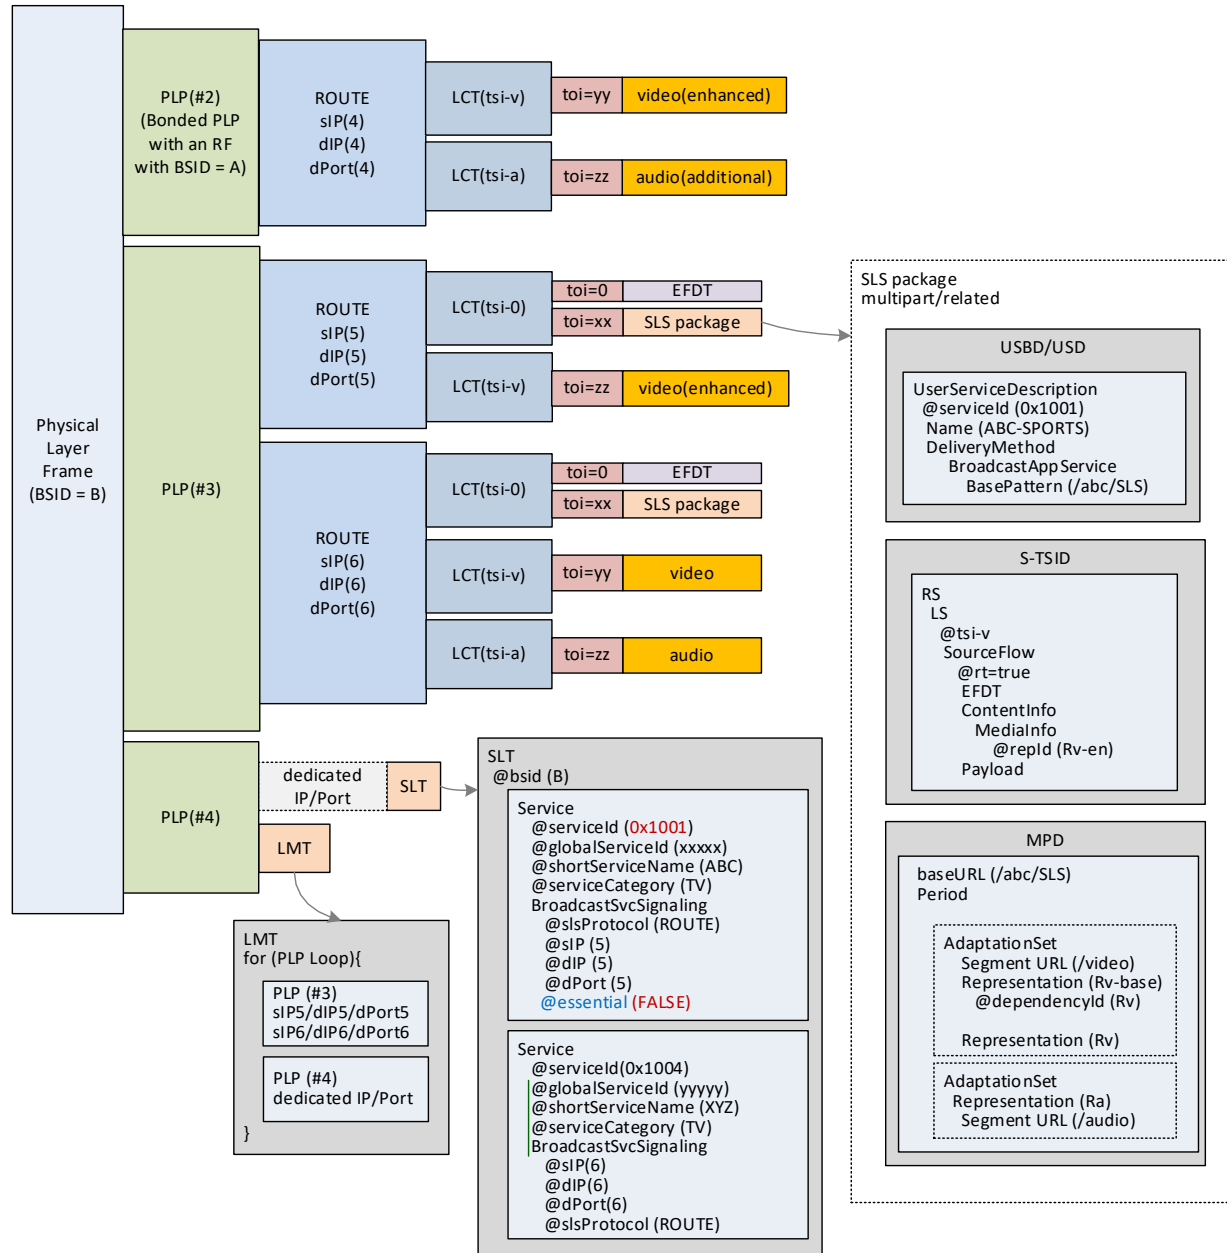 Physical
Layer
Frame
(BSID = B)
PLP(#2)
(Bonded PLP
with an RF
with BSID = A)
ROUTE
sIP(4)
dIP(4)
dPort(4)
LCT(tsi-v)
toi=yy
video(enhanced)
LCT(tsi-a)
toi=zz
audio(additional)
PLP(#3)
ROUTE
sIP(5)
dIP(5)
dPort(5)
LCT(tsi-0)
toi=0
EFDT
toi=xx
SLS package
LCT(tsi-v)
toi=zz
video(enhanced)
ROUTE
sIP(6)
dIP(6)
dPort(6)
LCT(tsi-0)
toi=0
EFDT
toi=xx
SLS package
LCT(tsi-v)
toi=yy
video
LCT(tsi-a)
toi=zz
audio
PLP(#4)
dedicated
IP/Port
SLT
LMT
LMT
for (PLP Loop){
PLP (#3)
sIP5/dIP5/dPort5
sIP6/dIP6/dPort6
PLP (#4)
dedicated IP/Port
}
SLT
@bsid (B)
Service
@serviceId (0x1001)
@globalServiceId (xxxxx)
@shortServiceName (ABC)
@serviceCategory (TV)
BroadcastSvcSignaling
@slsProtocol (ROUTE)
@sIP (5)
@dIP (5)
@dPort (5)
@essential (FALSE)
Service
@serviceId(0x1004)
@globalServiceId (yyyyy)
@shortServiceName (XYZ)
@serviceCategory (TV)
BroadcastSvcSignaling
@sIP(6)
@dIP(6)
@dPort(6)
@slsProtocol (ROUTE)
SLS package
multipart/related
USBD/USD
UserServiceDescription
@serviceId (0x1001)
Name (ABC-SPORTS)
DeliveryMethod
BroadcastAppService
BasePattern (/abc/SLS)
S-TSID
RS
LS
@tsi-v
SourceFlow
@rt=true
EFDT
ContentInfo
MediaInfo
@repId (Rv-en)
Payload
MPD
baseURL (/abc/SLS)
Period
AdaptationSet
Segment URL (/video)
Representation (Rv-base)
@dependencyId (Rv)
Representation (Rv)
AdaptationSet
Representation (Ra)
Segment URL (/audio)